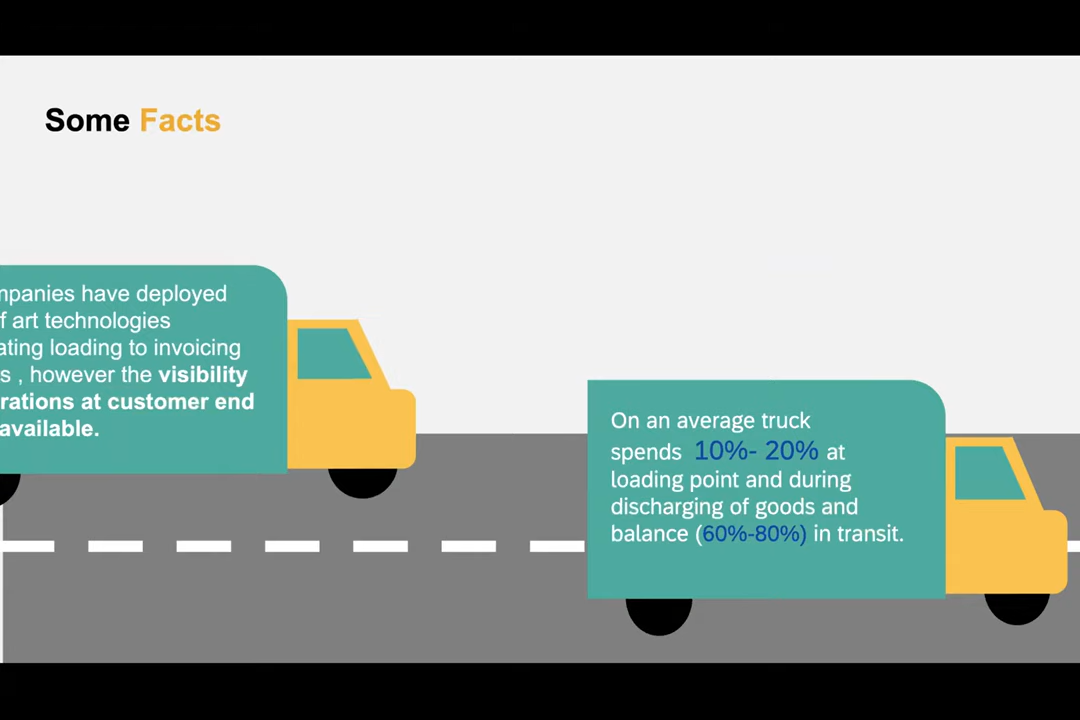 Some Facts
mpanies have deployed
f art technologies
ating loading to invoicing
s , however the visibility
rations at customer end
available.
On an average truck
spends 10%- 20% at
loading point and during
discharging of goods and
balance (60%-80%) in transit.